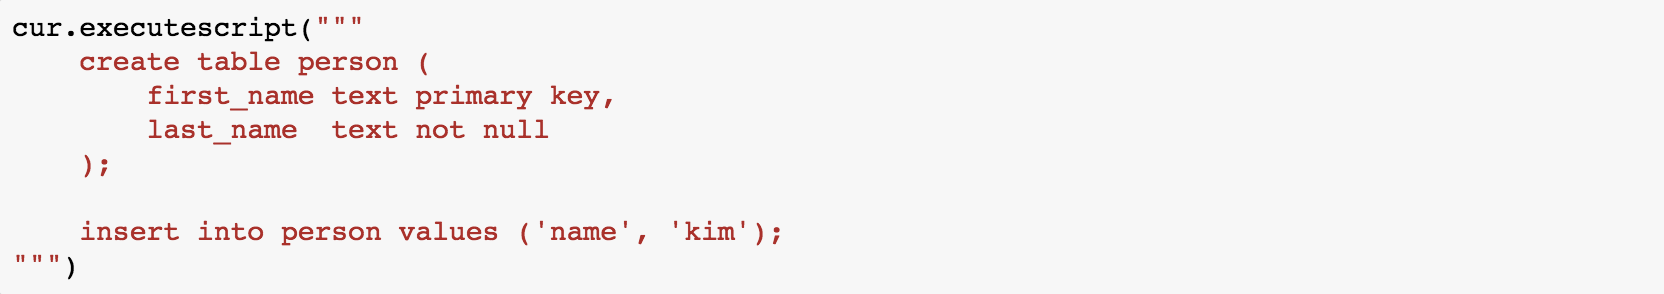 cur.executescript("""
    create table person (
        first_name text primary key,
        last_name  text not null
    );

    insert into person values ('name', 'kim');
""")